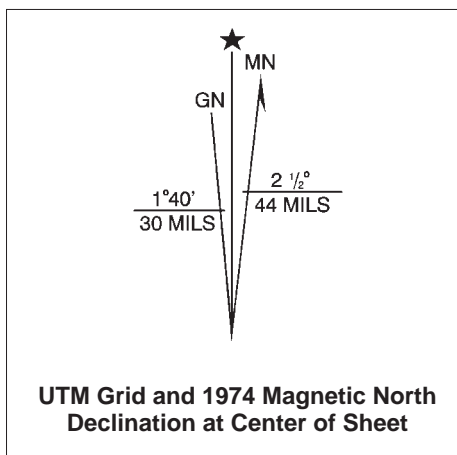 MN
GN
1°40'
30 MILS
2 1/2°
44 MILS
UTM Grid and 1974 Magnetic North
Declination at Center of Sheet